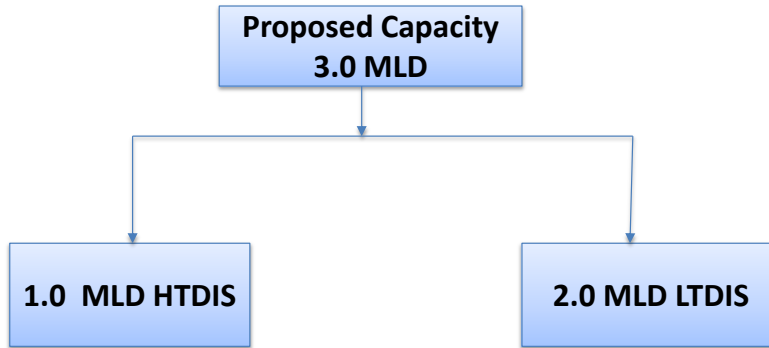 Proposed Capacity
3.0 MLD
1.0 MLD HTDIS
2.0 MLD LTDIS